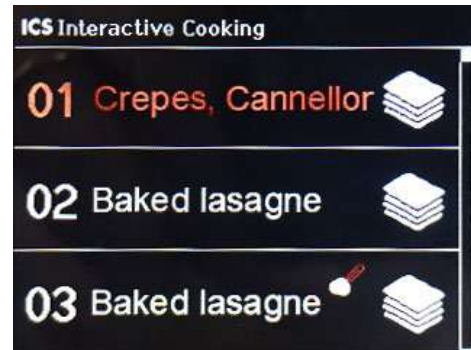 ICS Interactive Cooking
01 Crepes, Cannellor
02 Baked lasagne
03 Baked lasagne